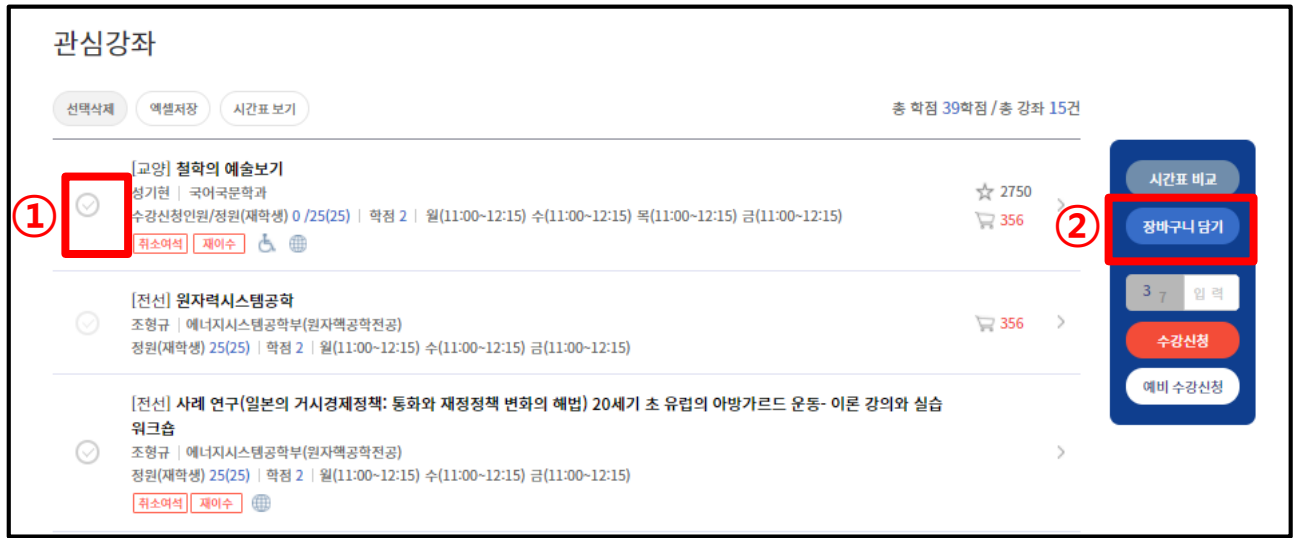 관심강좌
선택삭제 엑셀저장 시간표 보기 총 학점 39학점 / 총 강좌 15건
[교양] 철학의 예술보기
성기현 | 국어국문학과
수강신청인원/정원(재학생) 0 /25(25) | 학점 2 | 월(11:00~12:15) 수(11:00~12:15) 목(11:00~12:15) 금(11:00~12:15)
취소여석 재이수
2750
356
①
[전선] 원자력시스템공학
조형규 | 에너지시스템공학부(원자핵공학전공)
정원(재학생) 25(25) | 학점 2 | 월(11:00~12:15) 수(11:00~12:15) 금(11:00~12:15)
356
[전선] 사례 연구(일본의 거시경제정책: 통화와 재정정책 변화의 해법) 20세기 초 유럽의 아방가르드 운동- 이론 강의와 실습
워크숍
조형규 | 에너지시스템공학부(원자핵공학전공)
정원(재학생) 25(25) | 학점 2 | 월(11:00~12:15) 수(11:00~12:15) 금(11:00~12:15)
취소여석 재이수
시간표 비교
② 장바구니 담기
3 7 입 력
수강신청
예비 수강신청